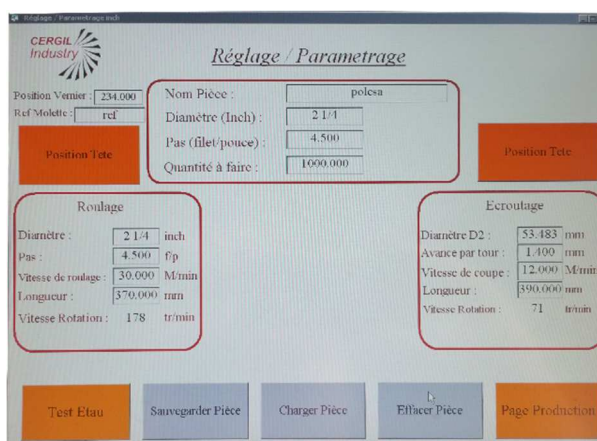 Réglage / Parametrage inch
CERGIL
Industry
Réglage / Parametrage
Position Vernier : 234.000
Ref Molette : ref
Nom Pièce : polcsa
Diamètre (Inch) : 2 1/4
Pas (filet/pouce) : 4.500
Quantité à faire : 1000.000
Position Tete
Position Tete
Roulage
Diamètre : 2 1/4 inch
Pas : 4.500 f/p
Vitesse de roulage : 30.000 M/min
Longueur : 370.000 mm
Vitesse Rotation : 178 tr/min
Ecroutage
Diamètre D2 : 53.483 mm
Avance par tour : 1.400 mm
Vitesse de coupe : 12.000 M/min
Longueur : 390.000 mm
Vitesse Rotation : 71 tr/min
Test Etau
Sauvegarder Pièce
Charger Pièce
Effacer Pièce
Page Production